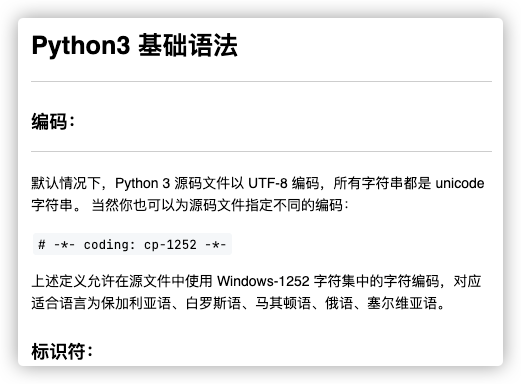 Python3 基础语法
编码：
默认情况下，Python 3 源码文件以 UTF-8 编码，所有字符串都是 unicode
字符串。 当然你也可以为源码文件指定不同的编码：
# -*- coding: cp-1252 -*-
上述定义允许在源文件中使用 Windows-1252 字符集中的字符编码，对应
适合语言为保加利亚语、白罗斯语、马其顿语、俄语、塞尔维亚语。
标识符：